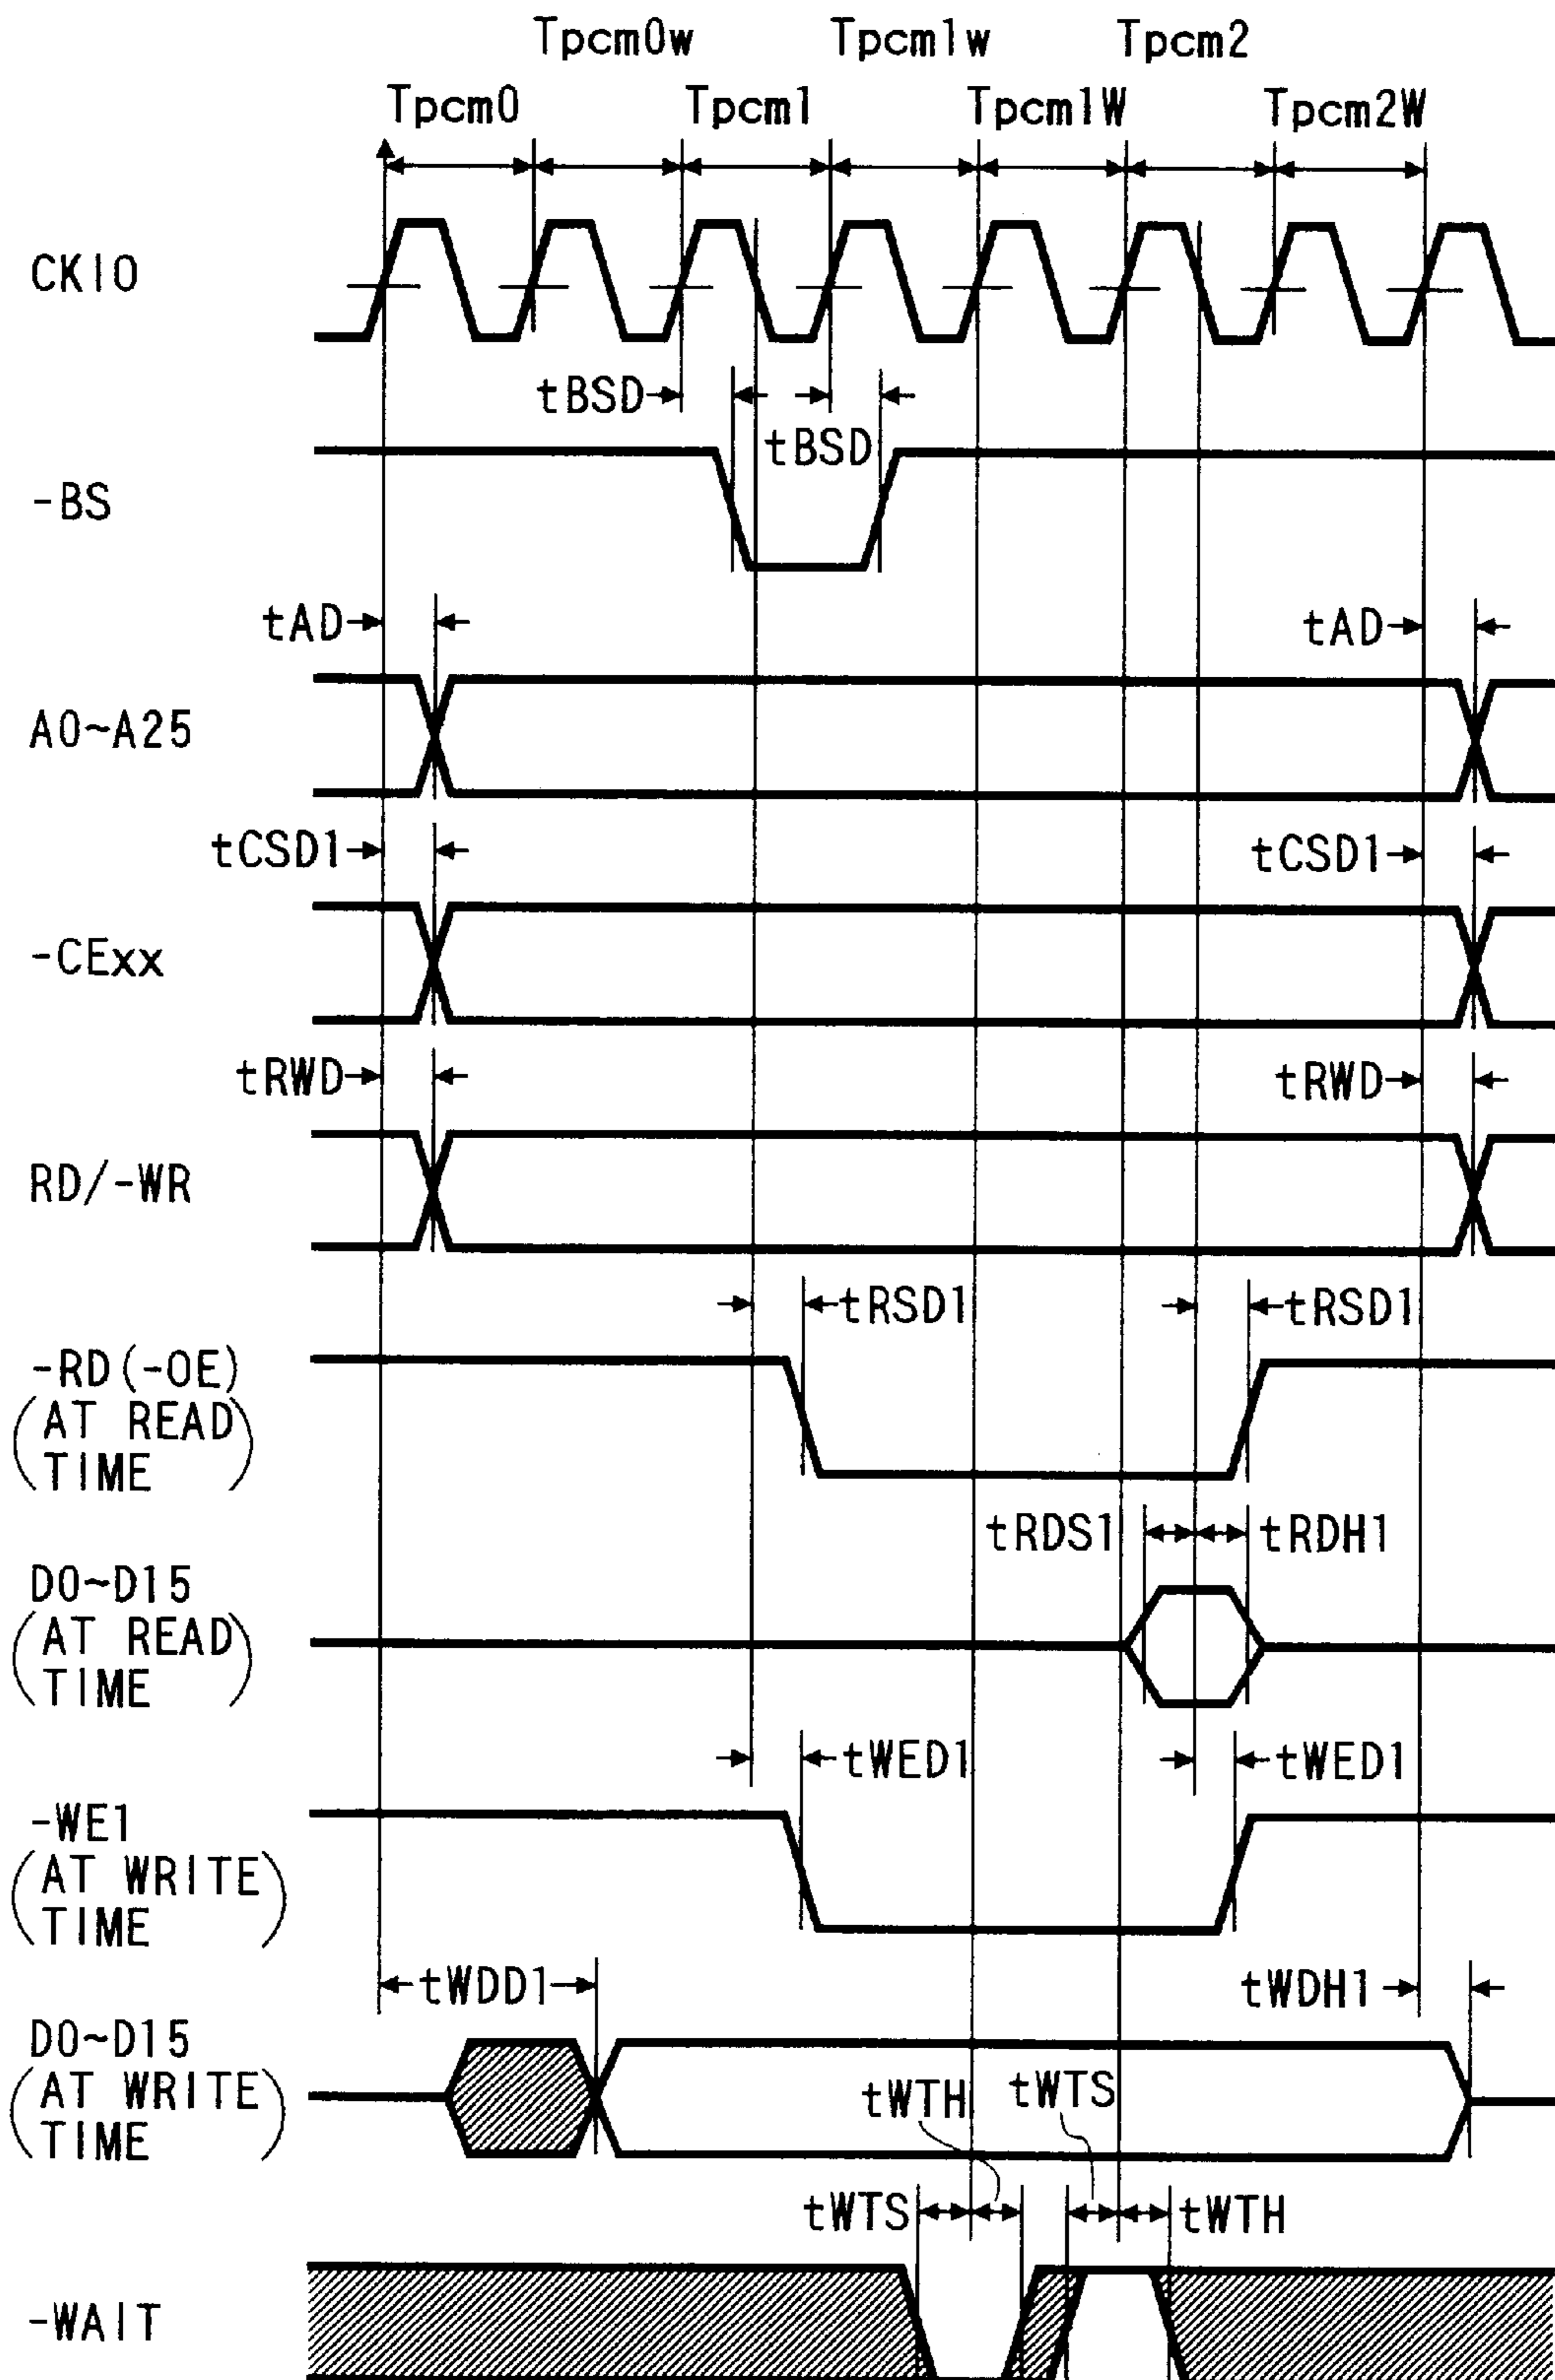 Tpcm0w Tpcm1w Tpcm2
Tpcm0 Tpcm1 Tpcm1W Tpcm2W
CKIO
tBSD
tBSD
-BS
tAD tAD
A0~A25
tCSD1 tCSD1
-CExx
tRWD tRWD
RD/-WR
tRSD1 tRSD1
-RD(-OE)
(AT READ
TIME)
tRDS1 tRDH1
D0~D15
(AT READ
TIME)
tWED1 tWED1
-WE1
(AT WRITE
TIME)
tWDD1 tWDH1
D0~D15
(AT WRITE
TIME)
tWTH tWTS
tWTS tWTH
-WAIT